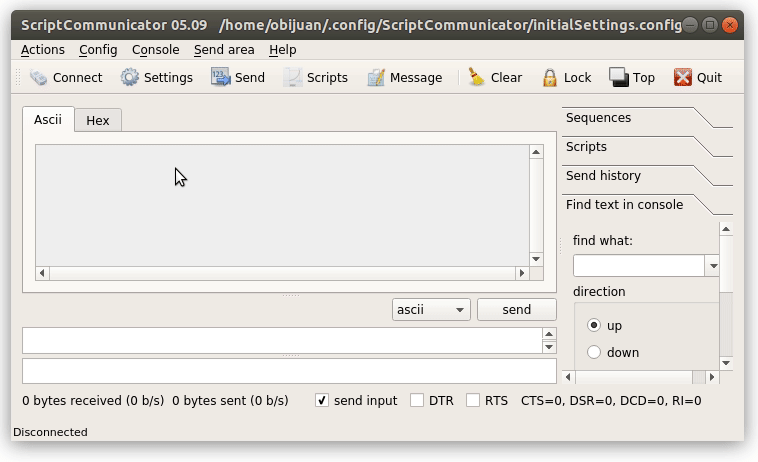 ScriptCommunicator 05.09 /home/obijuan/.config/ScriptCommunicator/initialSettings.config
Actions Config Console Send area Help
Connect Settings Send Scripts Message Clear Lock Top Quit
Ascii Hex
Sequences
Scripts
Send history
Find text in console
find what:
direction
up
down
ascii send
0 bytes received (0 b/s) 0 bytes sent (0 b/s) send input DTR RTS CTS=0, DSR=0, DCD=0, RI=0
Disconnected